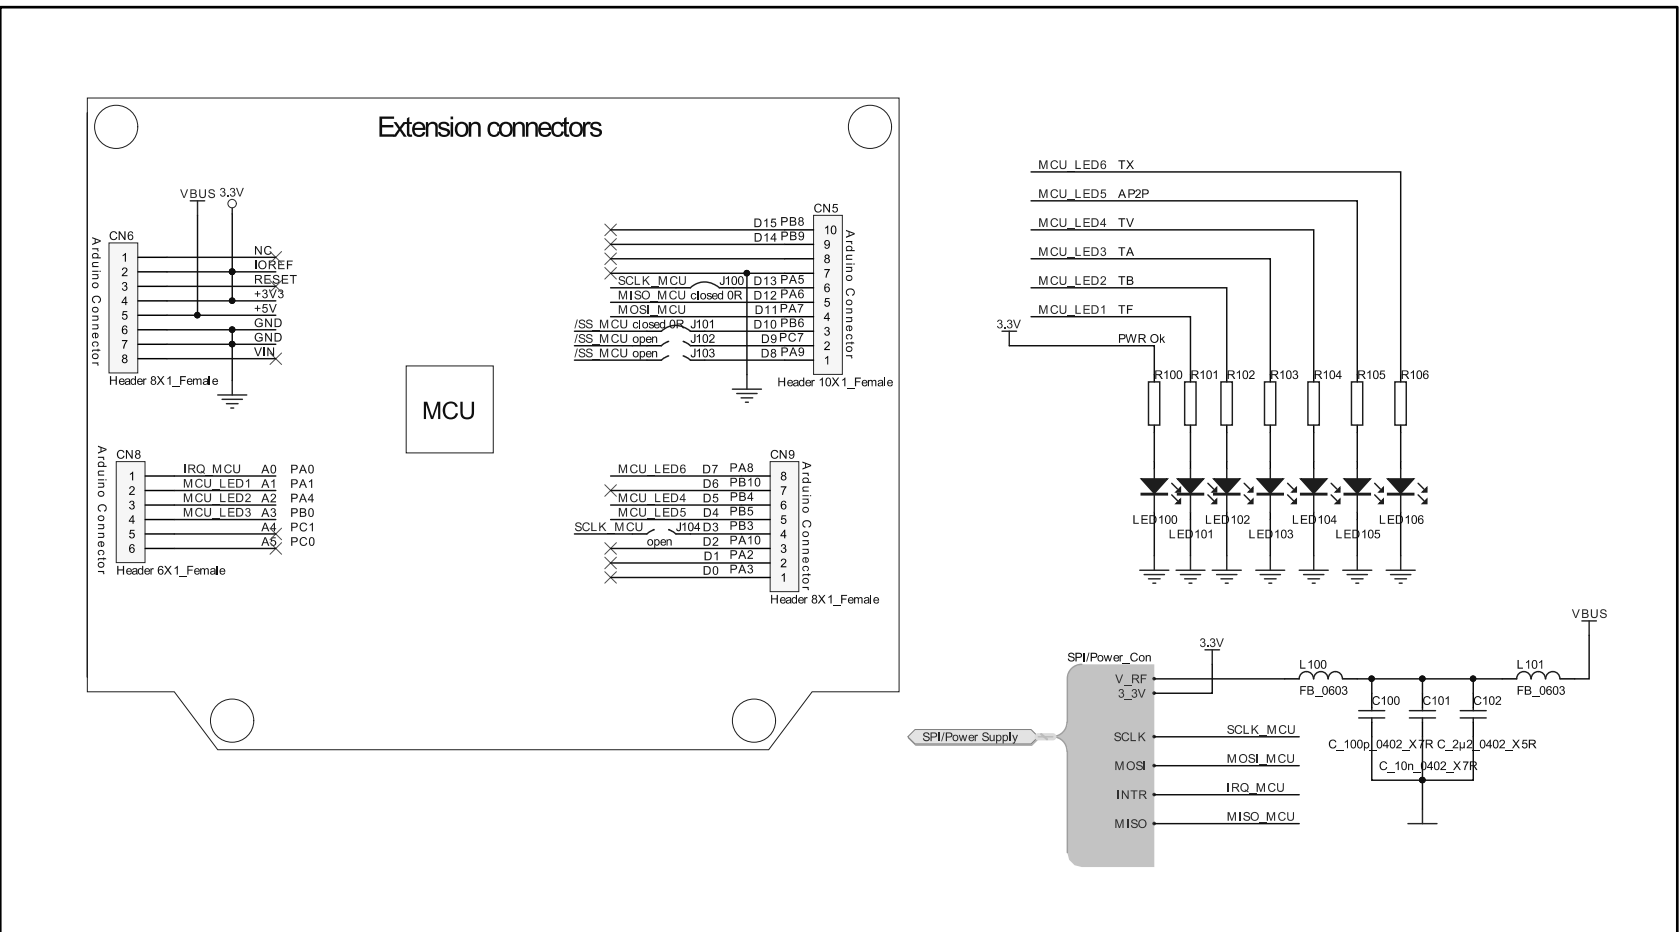 Extension connectors
VBUS 3.3V
CN6
Arduino Connector
1 NC
2 IOREF
3 RESET
4 +3V3
5 +5V
6 GND
7 GND
8 VIN
Header 8X1_Female
CN5
Arduino Connector
D15 PB8 10
D14 PB9 9
8
7
SCLK_MCU J100 D13 PA5 6
MISO_MCU closed 0R D12 PA6 5
MOSI_MCU D11 PA7 4
/SS_MCU closed 0R J101 D10 PB6 3
/SS_MCU open J102 D9 PC7 2
/SS_MCU open J103 D8 PA9 1
Header 10X1_Female
MCU
CN8
Arduino Connector
1 IRQ_MCU A0 PA0
2 MCU_LED1 A1 PA1
3 MCU_LED2 A2 PA4
4 MCU_LED3 A3 PB0
5 A4 PC1
6 A5 PC0
Header 6X1_Female
CN9
Arduino Connector
MCU_LED6 D7 PA8 8
D6 PB10 7
MCU_LED4 D5 PB4 6
MCU_LED5 D4 PB5 5
SCLK_MCU J104 D3 PB3 4
open D2 PA10 3
D1 PA2 2
D0 PA3 1
Header 8X1_Female
MCU_LED6 TX
MCU_LED5 AP2P
MCU_LED4 TV
MCU_LED3 TA
MCU_LED2 TB
MCU_LED1 TF
3.3V
PWR Ok
R100 R101 R102 R103 R104 R105 R106
LED100 LED102 LED104 LED106
LED101 LED103 LED105
VBUS
3.3V
SPI/Power_Con
V_RF
3_3V
SCLK SCLK_MCU
MOSI MOSI_MCU
INTR IRQ_MCU
MISO MISO_MCU
SPI/Power Supply
L100
FB_0603
L101
FB_0603
C100 C101 C102
C_100p_0402_X7R C_2µ2_0402_X5R
C_10n_0402_X7R